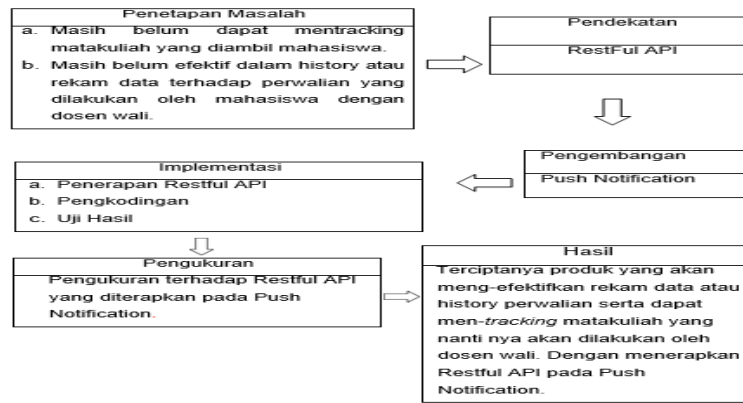 Penetapan Masalah
a. Masih belum dapat mentracking
matakuliah yang diambil mahasiswa.
b. Masih belum efektif dalam history atau
rekam data terhadap perwalian yang
dilakukan oleh mahasiswa dengan
dosen wali.
Pendekatan
RestFul API
Pengembangan
Push Notification
Implementasi
a. Penerapan Restful API
b. Pengkodingan
c. Uji Hasil
Pengukuran
Pengukuran terhadap Restful API
yang diterapkan pada Push
Notification.
Hasil
Terciptanya produk yang akan
meng-efektifkan rekam data atau
history perwalian serta dapat
men-tracking matakuliah yang
nanti nya akan dilakukan oleh
dosen wali. Dengan menerapkan
Restful API pada Push
Notification.